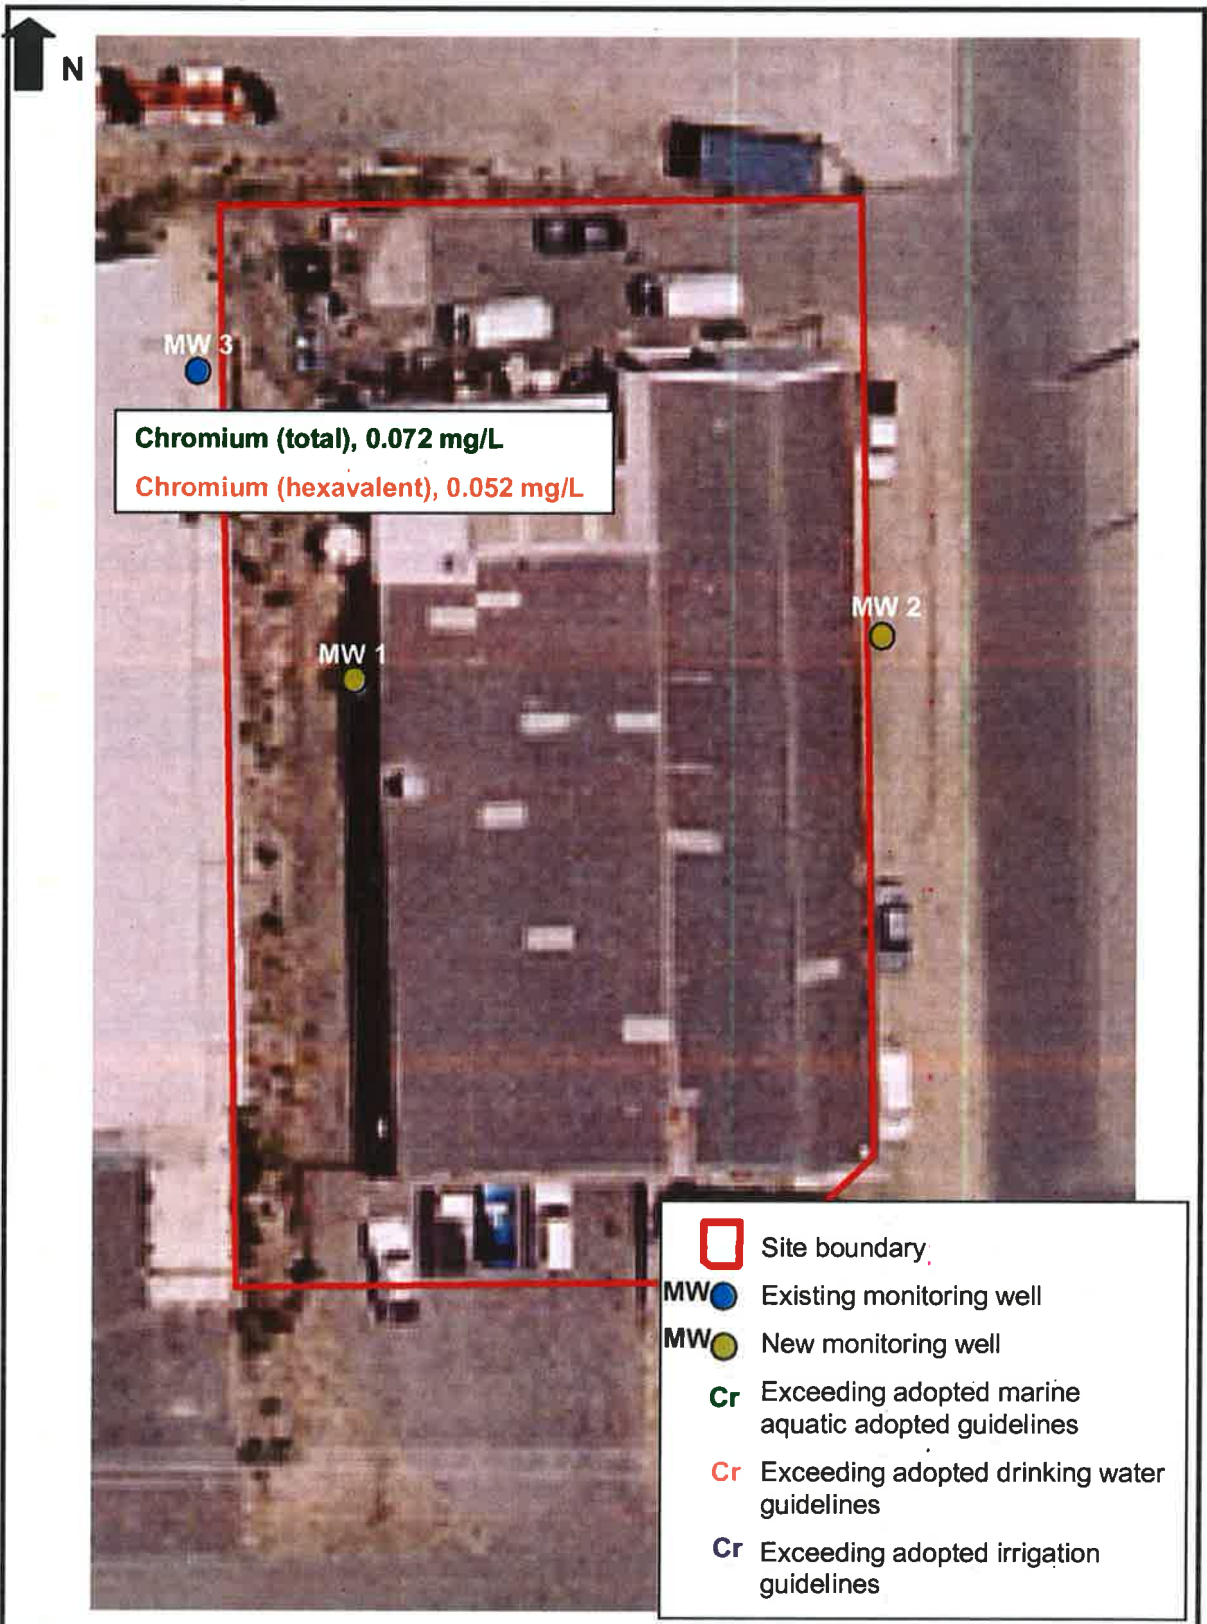 N
MW 3
Chromium (total), 0.072 mg/L
Chromium (hexavalent), 0.052 mg/L
MW 2
MW 1
Site boundary
MW Existing monitoring well
MW New monitoring well
Cr Exceeding adopted marine
aquatic adopted guidelines
Cr Exceeding adopted drinking water
guidelines
Cr Exceeding adopted irrigation
guidelines